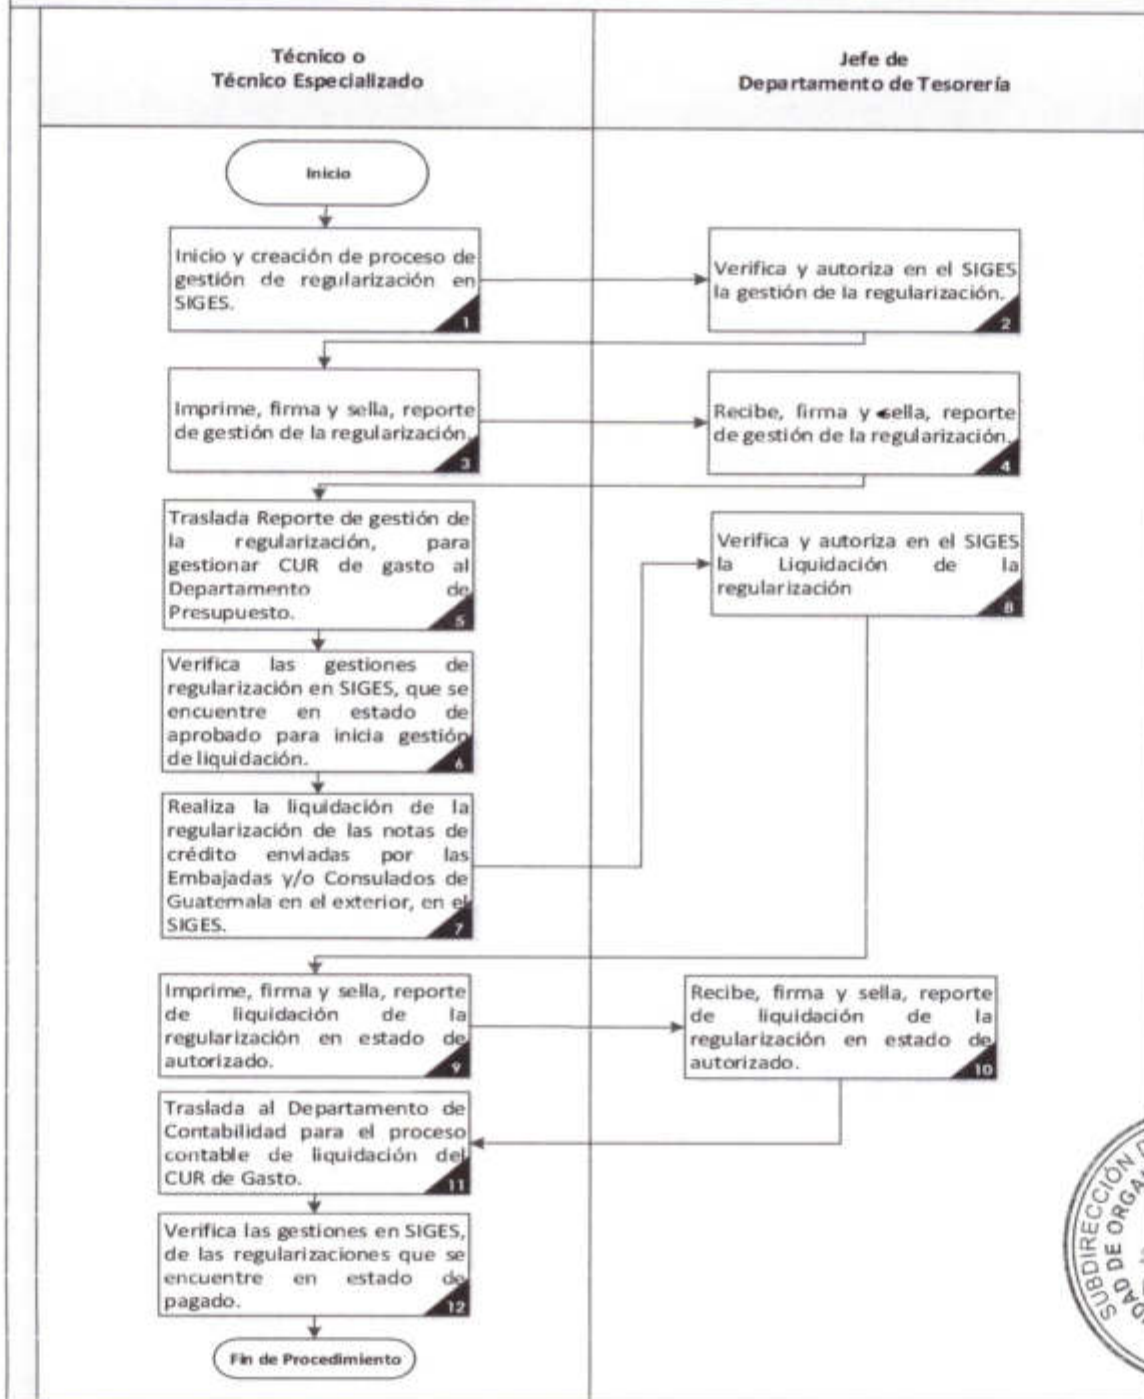 Técnico o
Técnico Especializado
Jefe de
Departamento de Tesorería
Inicio
Inicio y creación de proceso de
gestión de regularización en
SIGES.
1
Verifica y autoriza en el SIGES
la gestión de la regularización.
2
Imprime, firma y sella, reporte
de gestión de la regularización.
3
Recibe, firma y sella, reporte
de gestión de la regularización.
4
Traslada Reporte de gestión de
la regularización, para
gestionar CUR de gasto al
Departamento de
Presupuesto.
5
Verifica las gestiones de
regularización en SIGES, que se
encuentre en estado de
aprobado para inicia gestión
de liquidación.
6
Realiza la liquidación de la
regularización de las notas de
crédito enviadas por las
Embajadas y/o Consulados de
Guatemala en el exterior, en el
SIGES.
7
Verifica y autoriza en el SIGES
la Liquidación de la
regularización
8
Imprime, firma y sella, reporte
de liquidación de la
regularización en estado de
autorizado.
9
Recibe, firma y sella, reporte
de liquidación de la
regularización en estado de
autorizado.
10
Traslada al Departamento de
Contabilidad para el proceso
contable de liquidación del
CUR de Gasto.
11
Verifica las gestiones en SIGES,
de las regularizaciones que se
encuentre en estado de
pagado.
12
Fin de Procedimiento
SUBDIRECCIÓN
DE